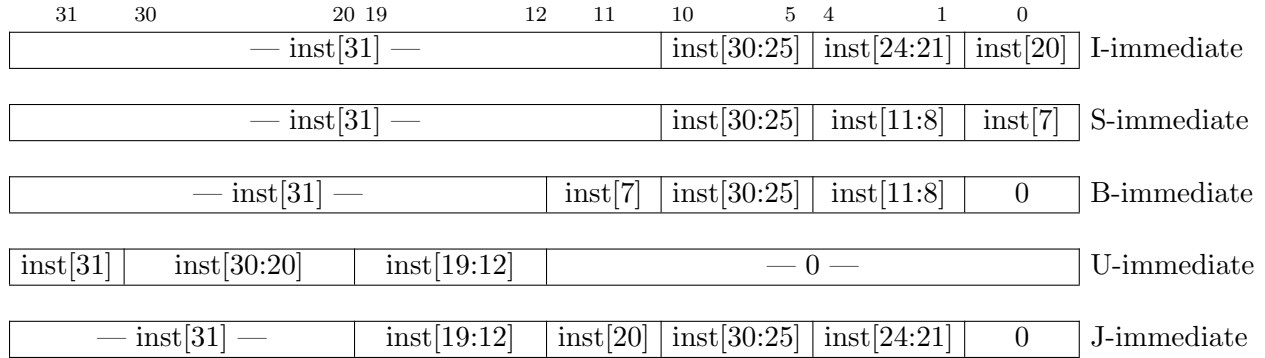 31 30 20 19 12 11 10 5 4 1 0
— inst[31] — inst[30:25] inst[24:21] inst[20] I-immediate
— inst[31] — inst[30:25] inst[11:8] inst[7] S-immediate
— inst[31] — inst[7] inst[30:25] inst[11:8] 0 B-immediate
inst[31] inst[30:20] inst[19:12] — 0 — U-immediate
— inst[31] — inst[19:12] inst[20] inst[30:25] inst[24:21] 0 J-immediate